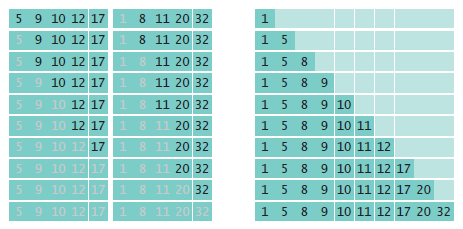 5 9 10 12 17 1 8 11 20 32 1
5 9 10 12 17 1 8 11 20 32 1 5
5 9 10 12 17 1 8 11 20 32 1 5 8
5 9 10 12 17 1 8 11 20 32 1 5 8 9
5 9 10 12 17 1 8 11 20 32 1 5 8 9 10
5 9 10 12 17 1 8 11 20 32 1 5 8 9 10 11
5 9 10 12 17 1 8 11 20 32 1 5 8 9 10 11 12
5 9 10 12 17 1 8 11 20 32 1 5 8 9 10 11 12 17
5 9 10 12 17 1 8 11 20 32 1 5 8 9 10 11 12 17 20
5 9 10 12 17 1 8 11 20 32 1 5 8 9 10 11 12 17 20 32